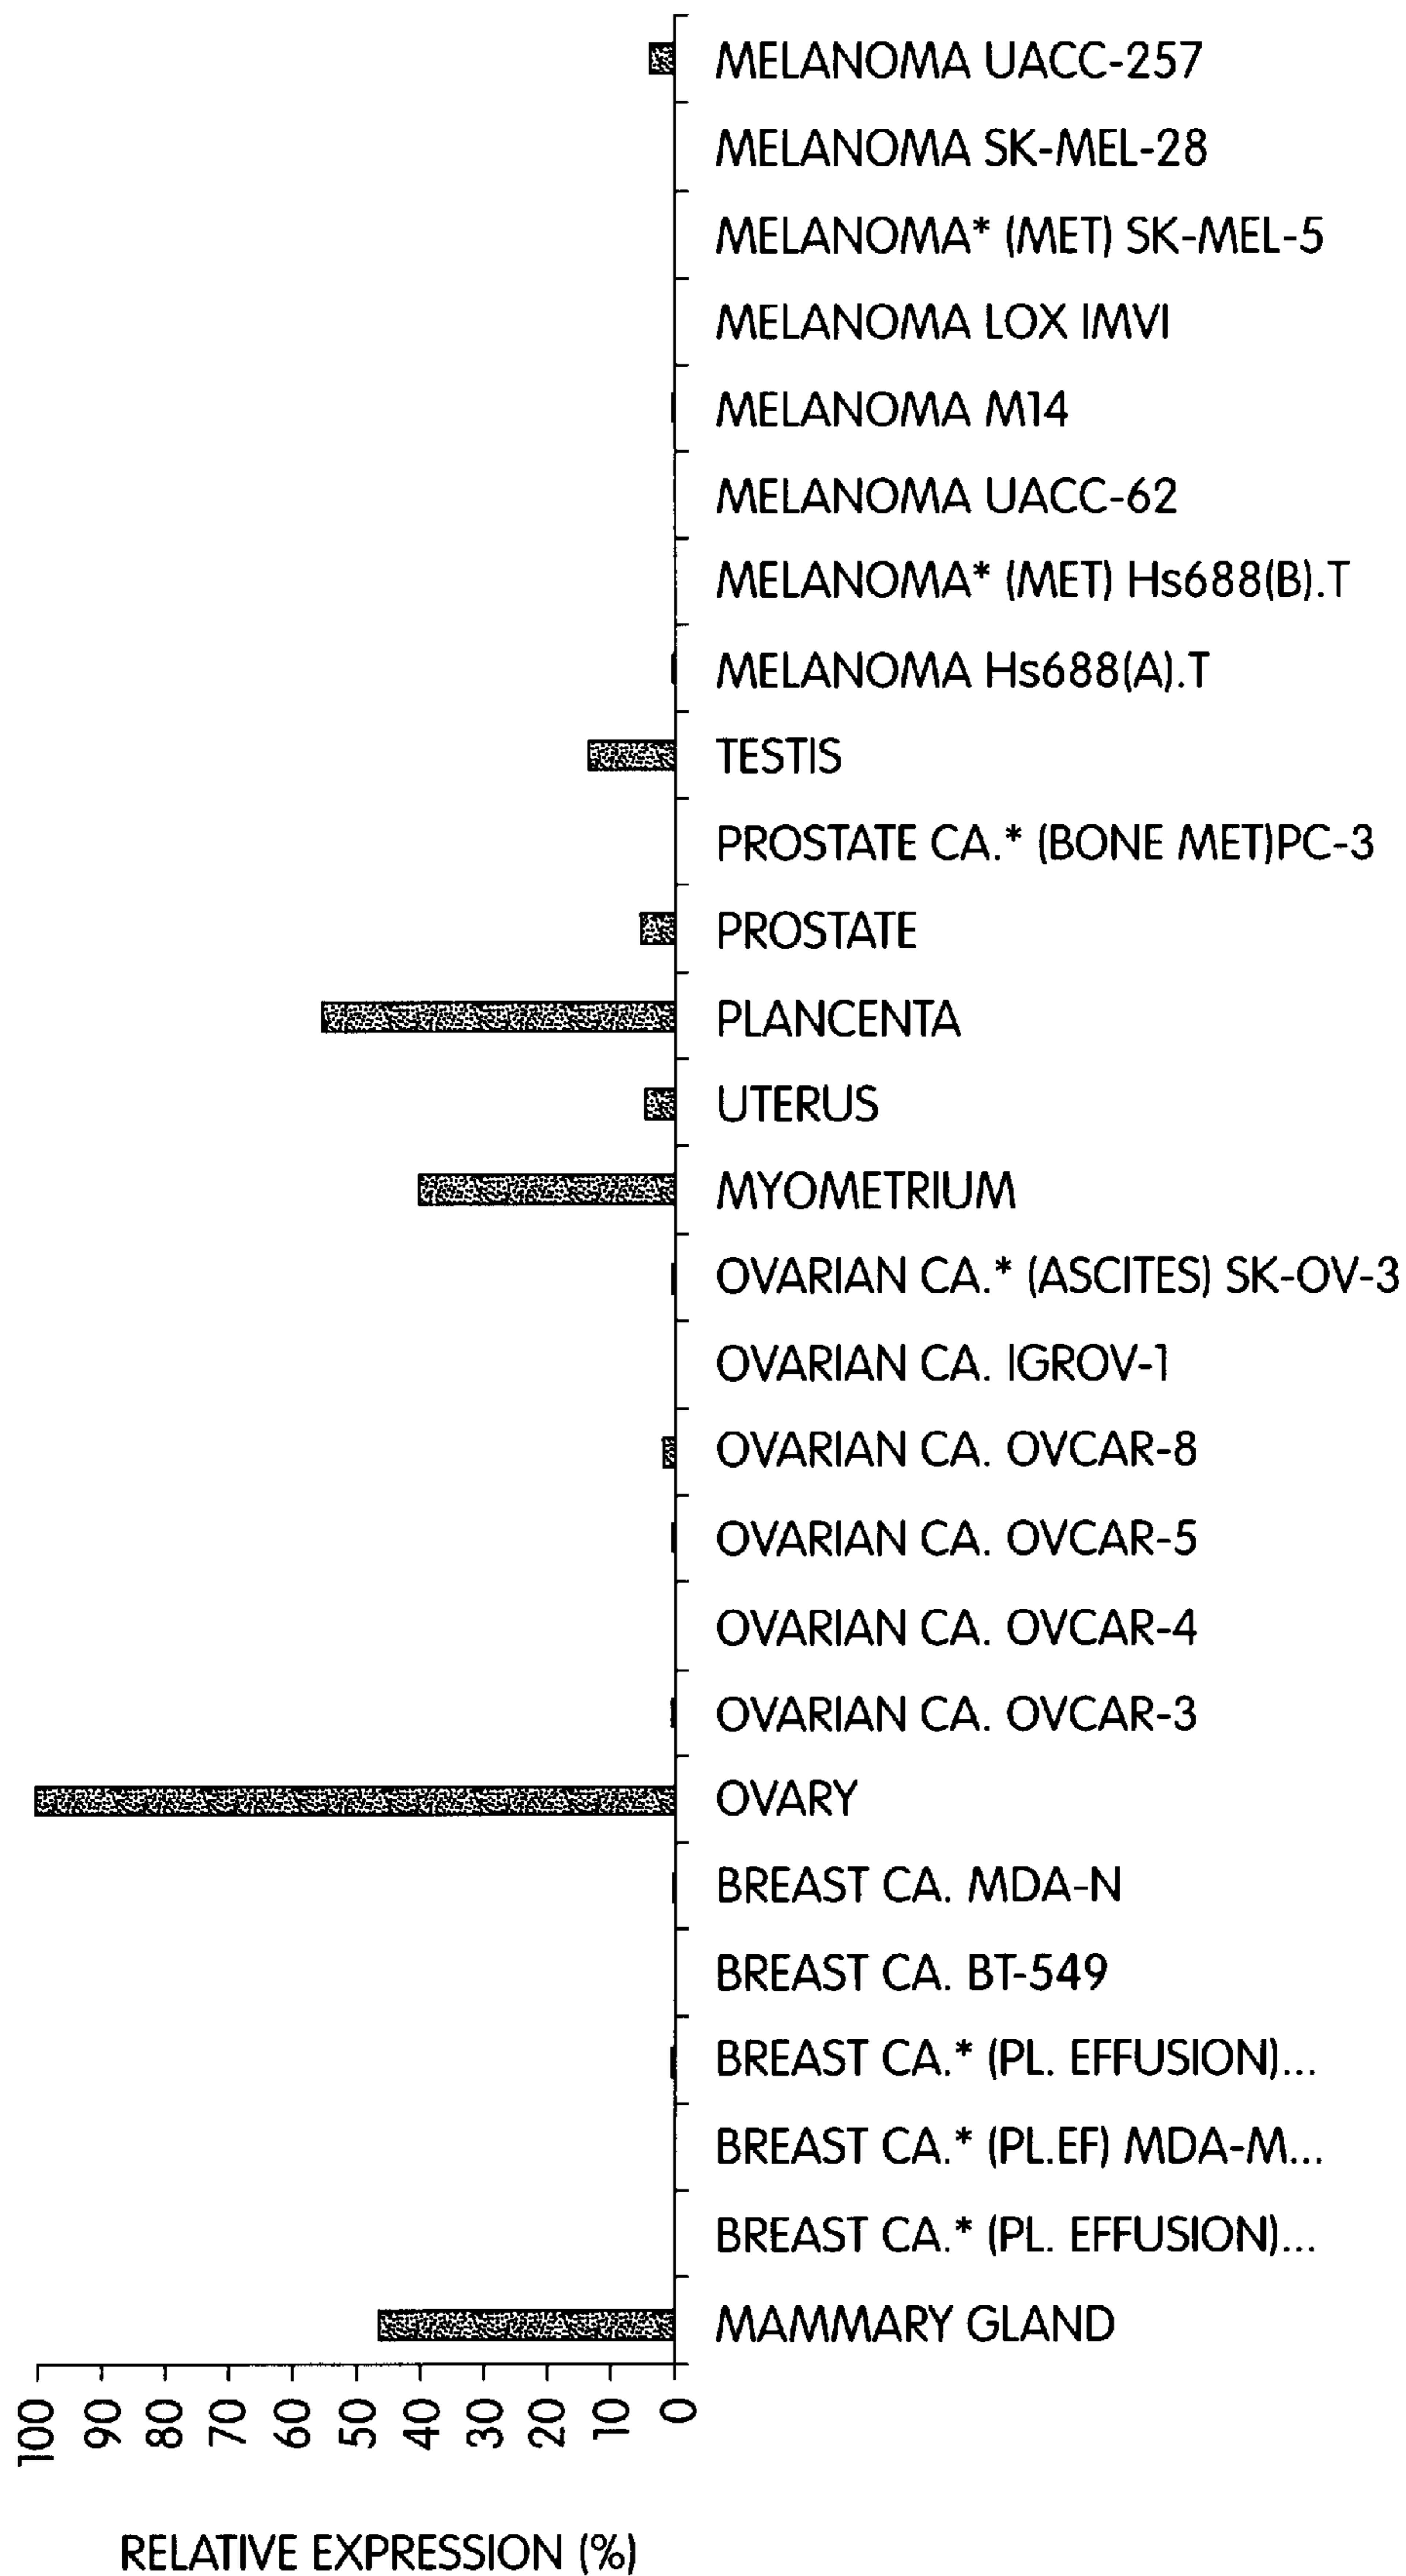 MELANOMA UACC-257
MELANOMA SK-MEL-28
MELANOMA* (MET) SK-MEL-5
MELANOMA LOX IMVI
MELANOMA M14
MELANOMA UACC-62
MELANOMA* (MET) Hs688(B).T
MELANOMA Hs688(A).T
TESTIS
PROSTATE CA.* (BONE MET)PC-3
PROSTATE
PLANCENTA
UTERUS
MYOMETRIUM
OVARIAN CA.* (ASCITES) SK-OV-3
OVARIAN CA. IGROV-1
OVARIAN CA. OVCAR-8
OVARIAN CA. OVCAR-5
OVARIAN CA. OVCAR-4
OVARIAN CA. OVCAR-3
OVARY
BREAST CA. MDA-N
BREAST CA. BT-549
BREAST CA.* (PL. EFFUSION)...
BREAST CA.* (PL.EF) MDA-M...
BREAST CA.* (PL. EFFUSION)...
MAMMARY GLAND
100 90 80 70 60 50 40 30 20 10 0
RELATIVE EXPRESSION (%)